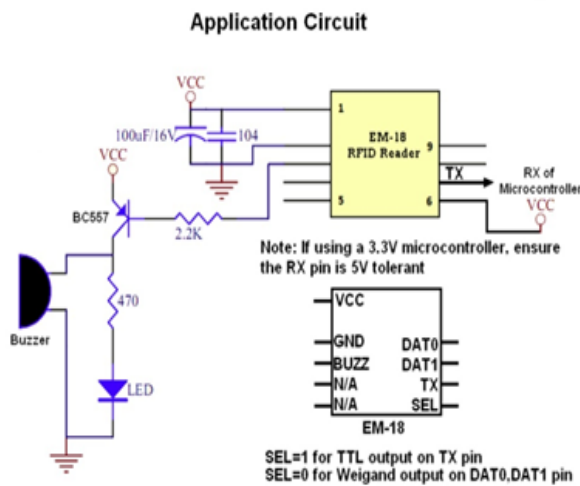 Application Circuit
VCC
100uF/16V
104
1
EM-18
RFID Reader
9
TX
RX of
Microcontroller
5
6
VCC
VCC
BC557
2.2K
Note: If using a 3.3V microcontroller, ensure
the RX pin is 5V tolerant
470
Buzzer
LED
VCC
GND
DAT0
BUZZ
DAT1
N/A
TX
N/A
SEL
EM-18
SEL=1 for TTL output on TX pin
SEL=0 for Weigand output on DAT0,DAT1 pin